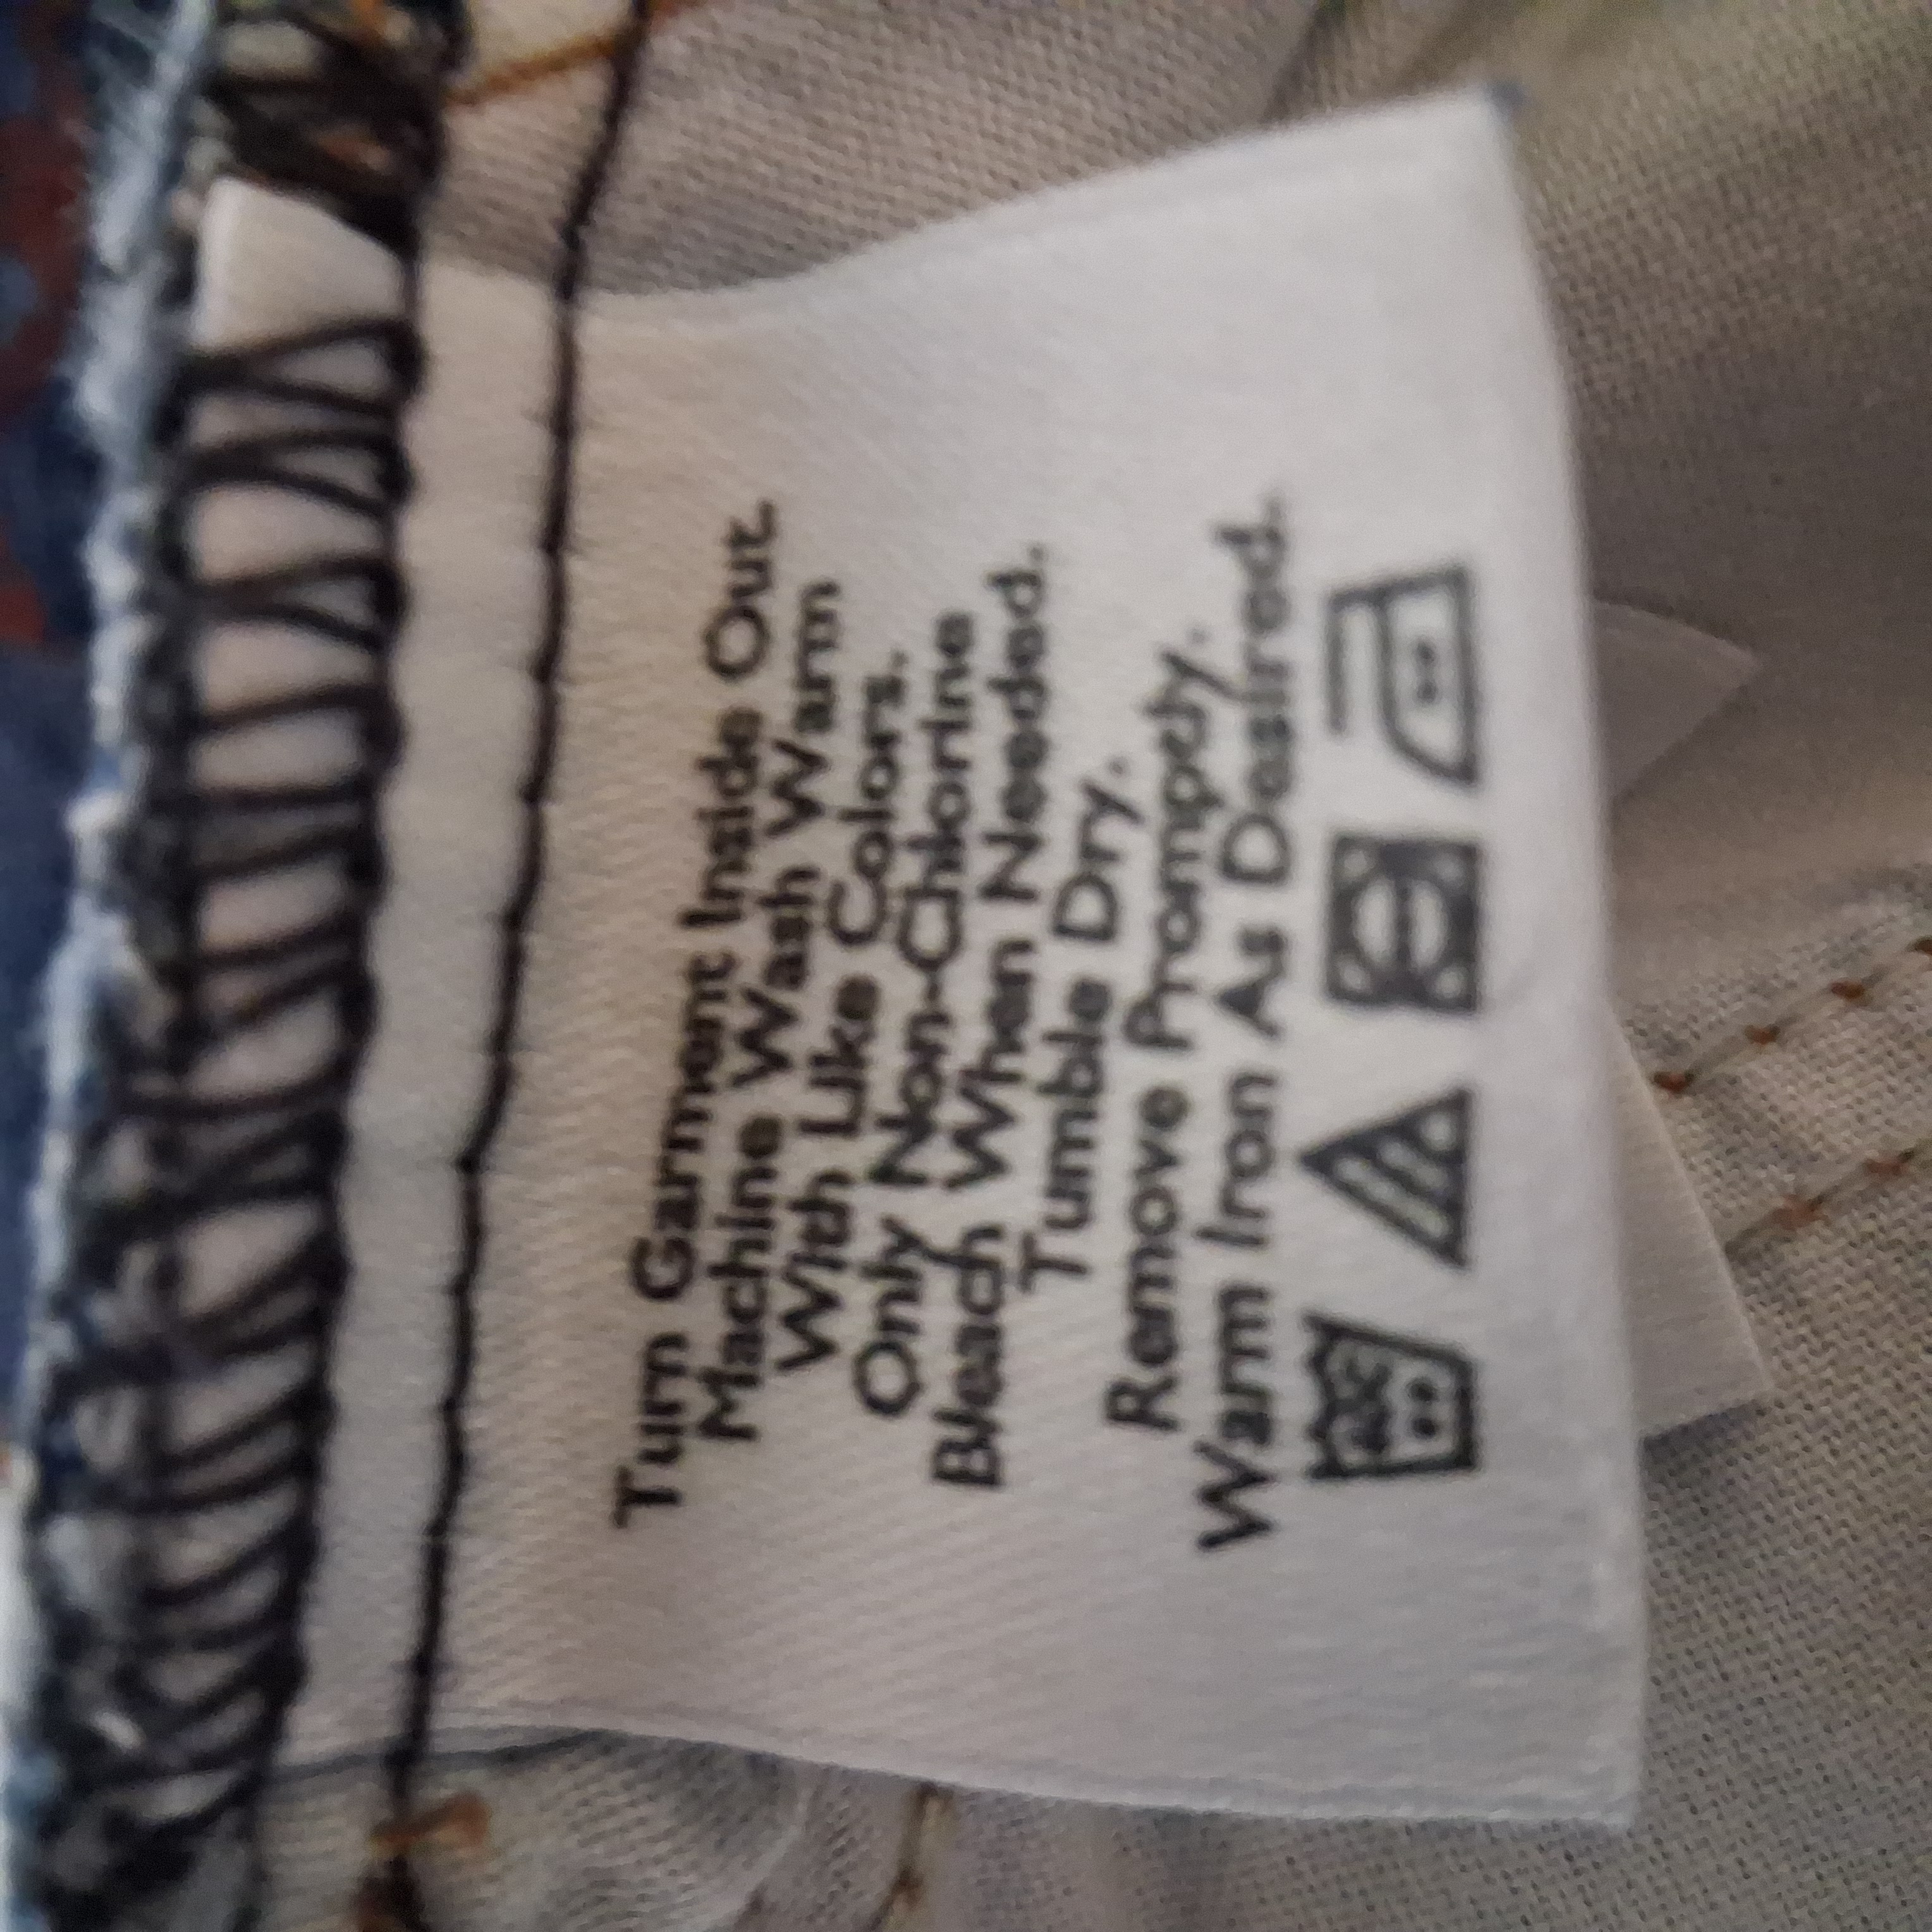 Turn Garment Inside Out.
Machine Wash Warm
With Like Colors.
Only Non-Chlorine
Bleach When Needed.
Tumble Dry.
Remove Promptly.
Warm Iron As Desired.